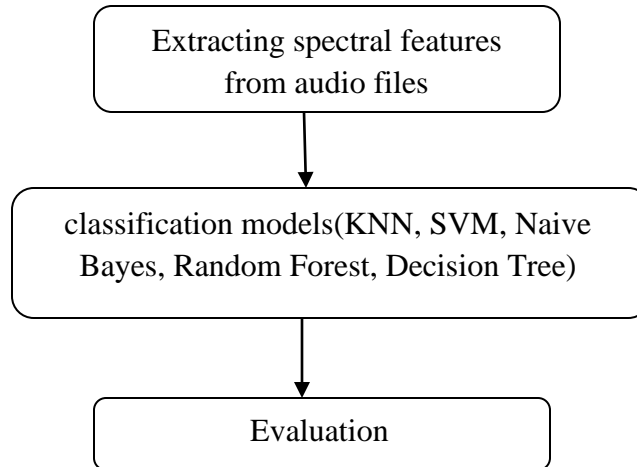 Extracting spectral features
from audio files
classification models(KNN, SVM, Naive
Bayes, Random Forest, Decision Tree)
Evaluation